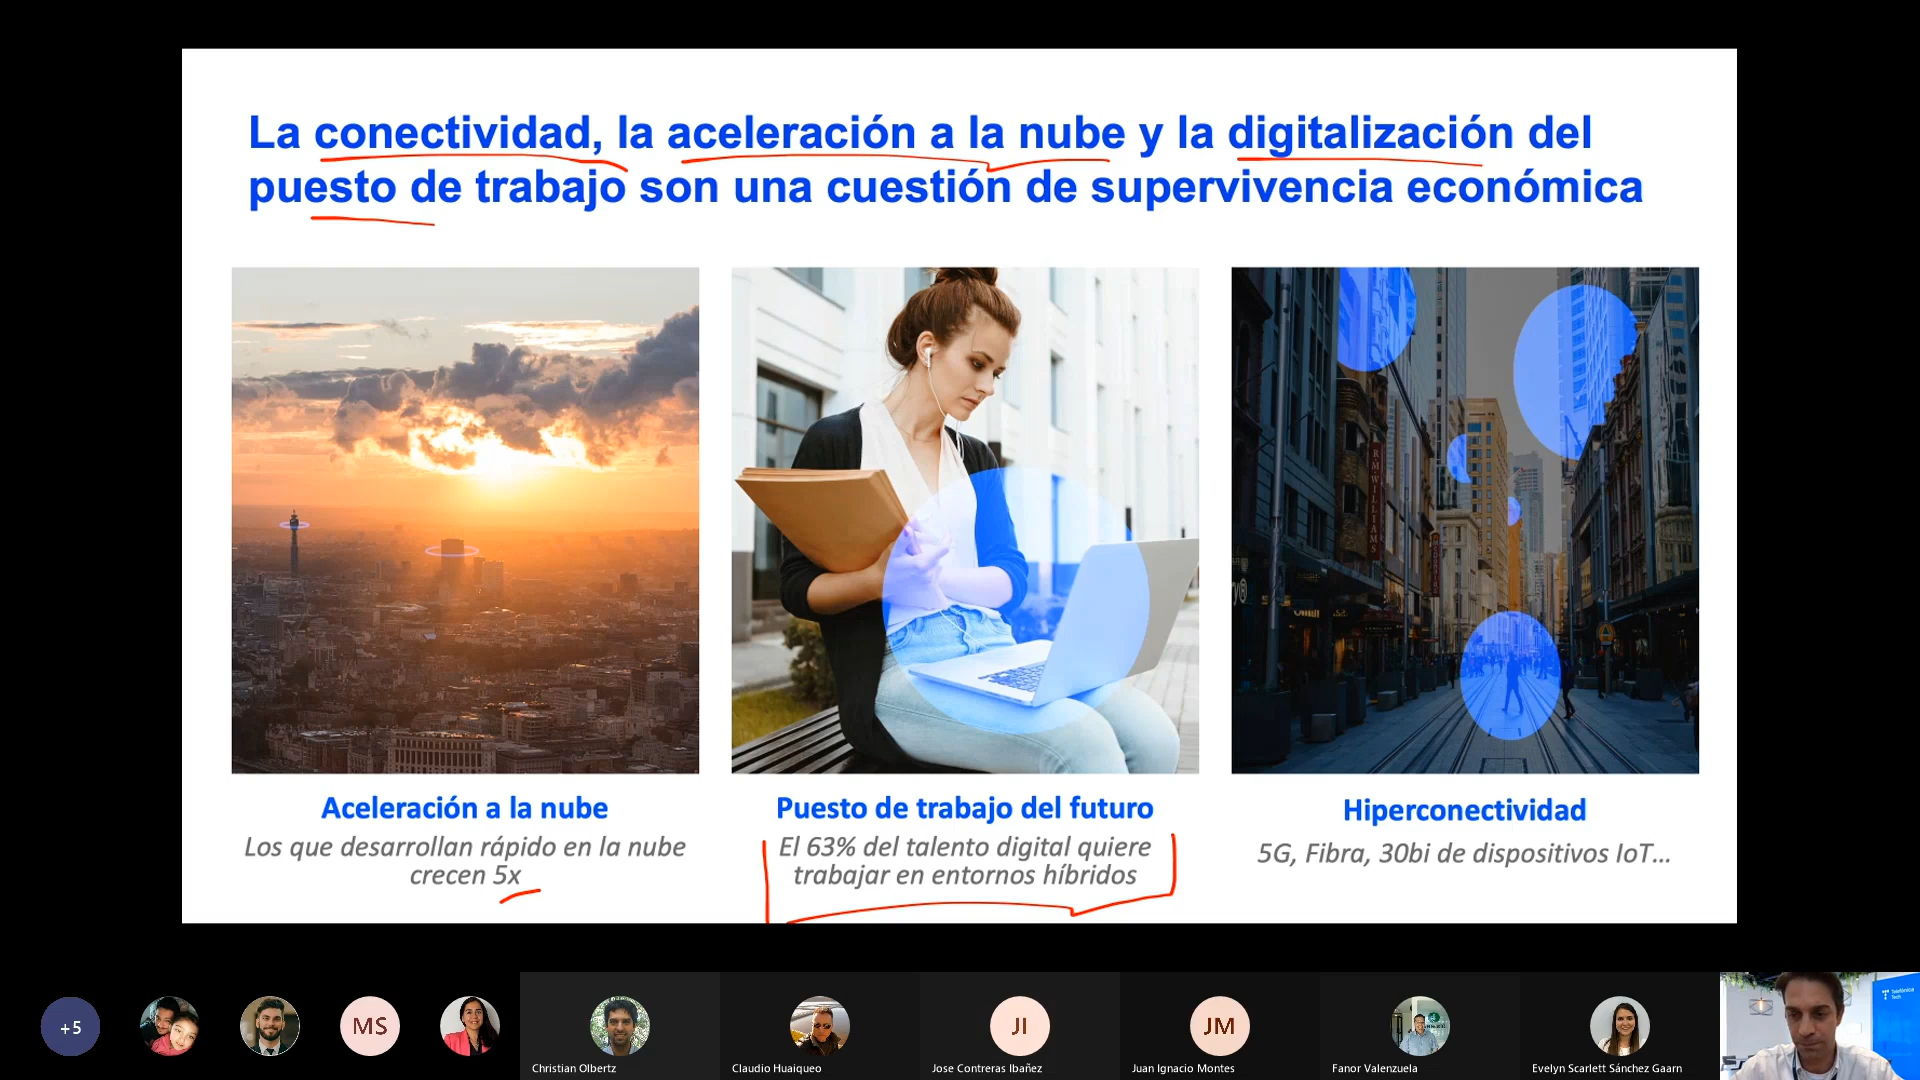 La conectividad, la aceleración a la nube y la digitalización del
puesto de trabajo son una cuestión de supervivencia económica
R.M.WILLIAMS
Aceleración a la nube
Los que desarrollan rápido en la nube
crecen 5x
Puesto de trabajo del futuro
El 63% del talento digital quiere
trabajar en entornos híbridos
Hiperconectividad
5G, Fibra, 30bi de dispositivos IoT...
+5
MS
Christian Olbertz
Claudio Huaiqueo
JI
Jose Contreras Ibañez
JM
Juan Ignacio Montes
Fanor Valenzuela
Evelyn Scarlett Sánchez Gaarn
Telefónica
Tech